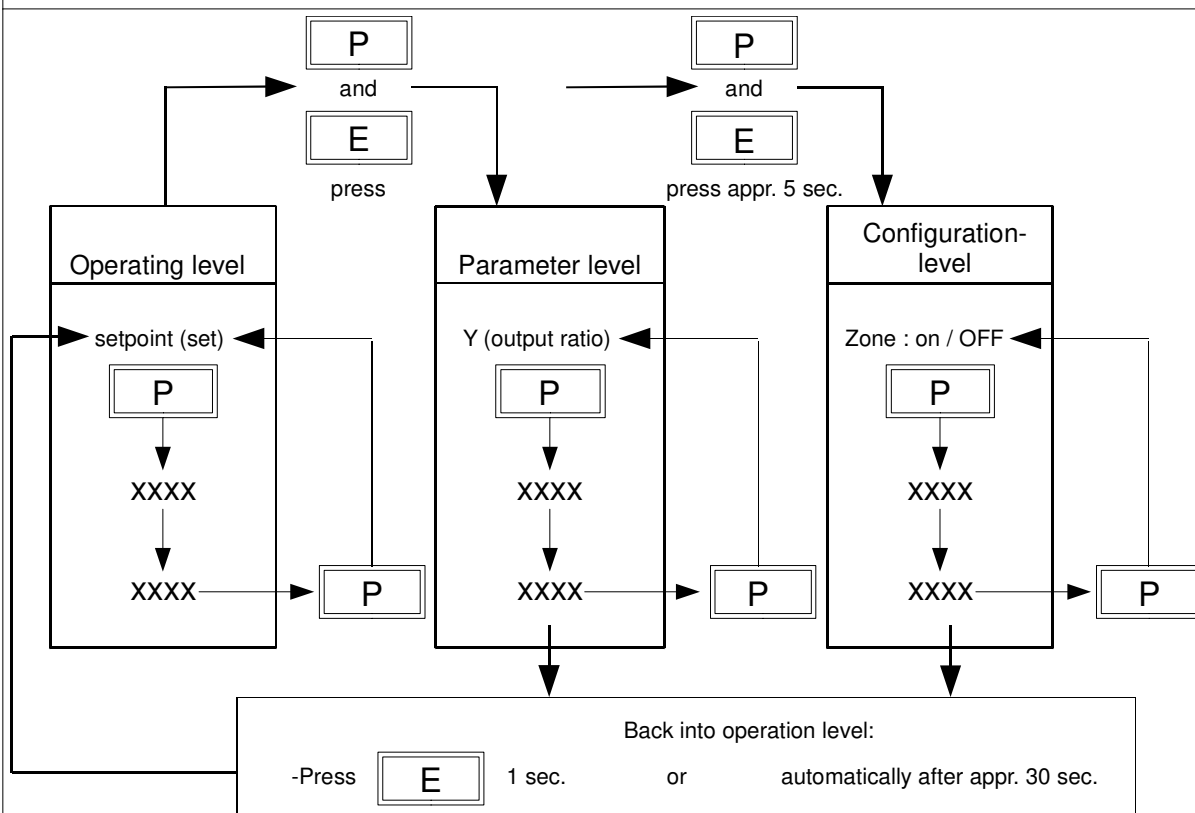 P P
and and
E E
press press appr. 5 sec.
Operating level Parameter level Configuration-
level
setpoint (set) Y (output ratio) Zone : on / OFF
P P P
xxxx xxxx xxxx
xxxx P xxxx P xxxx P
Back into operation level:
-Press E 1 sec. or automatically after appr. 30 sec.